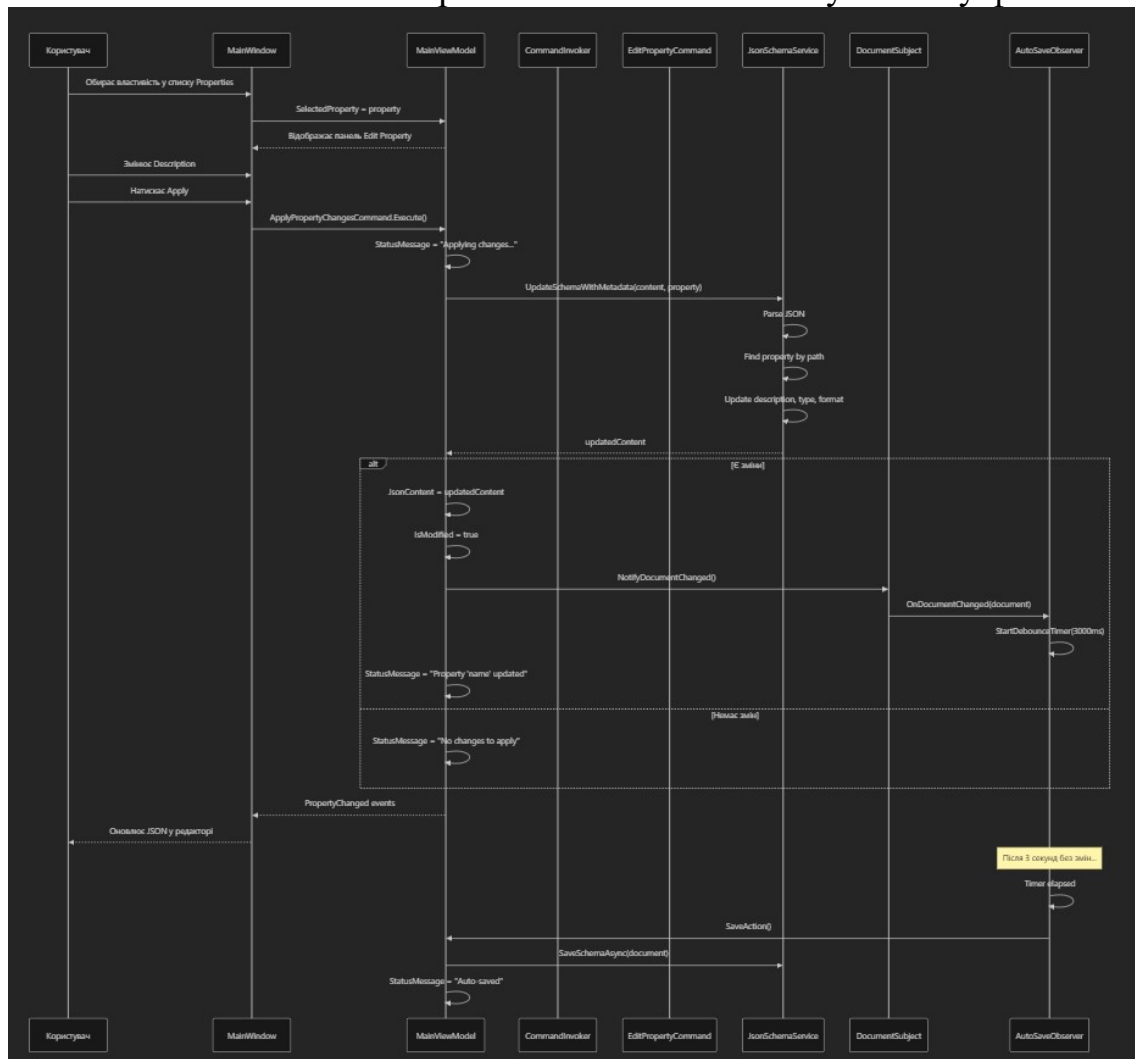 Користувач
MainWindow
MainViewModel
CommandInvoker
EditPropertyCommand
JsonSchemaService
DocumentSubject
AutoSaveObserver
Обирає властивість у списку Properties
SelectedProperty = property
Відображає панель Edit Property
Змінює Description
Натискає Apply
ApplyPropertyChangesCommand.Execute()
StatusMessage = "Applying changes..."
UpdateSchemaWithMetadata(content, property)
Parse JSON
Find property by path
Update description, type, format
updatedContent
alt
[Є зміни]
JsonContent = updatedContent
IsModified = true
NotifyDocumentChanged()
OnDocumentChanged(document)
StartDebounceTimer(3000ms)
StatusMessage = "Property 'name' updated"
[Немає змін]
StatusMessage = "No changes to apply"
PropertyChanged events
Оновлює JSON у редакторі
Після 3 секунд без змін...
Timer elapsed
SaveAction()
SaveSchemaAsync(document)
StatusMessage = "Auto-saved"
Користувач
MainWindow
MainViewModel
CommandInvoker
EditPropertyCommand
JsonSchemaService
DocumentSubject
AutoSaveObserver